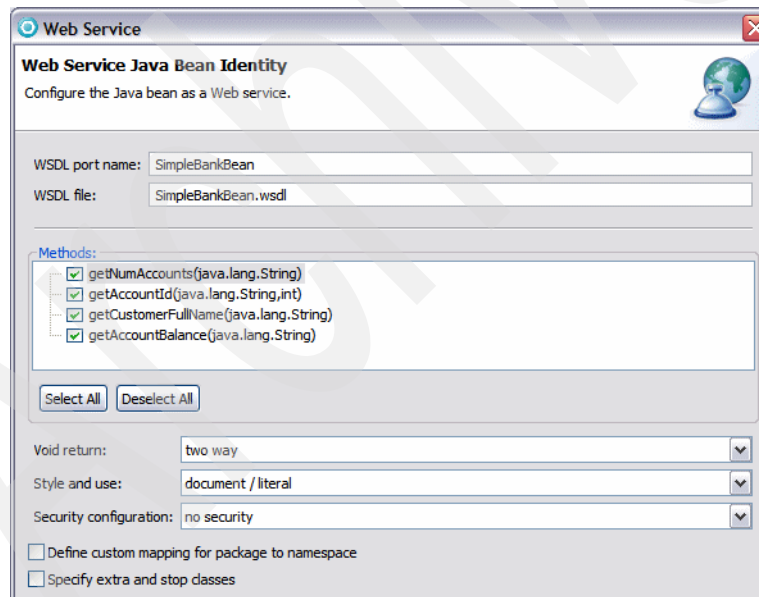 Web Service
Web Service Java Bean Identity
Configure the Java bean as a Web service.
WSDL port name: SimpleBankBean
WSDL file: SimpleBankBean.wsdl
Methods:
getNumAccounts(java.lang.String)
getAccountId(java.lang.String,int)
getCustomerFullName(java.lang.String)
getAccountBalance(java.lang.String)
Select All Deselect All
Void return: two way
Style and use: document / literal
Security configuration: no security
Define custom mapping for package to namespace
Specify extra and stop classes